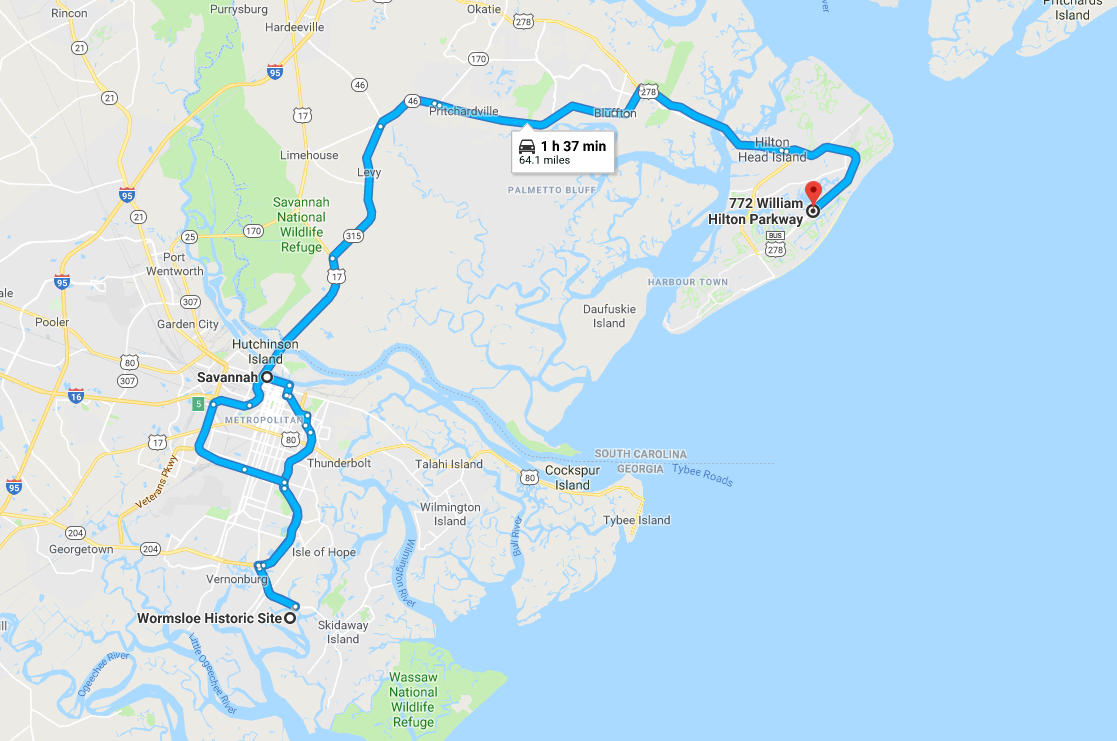 Rincon
Purrysburg
Okatie
Pritchards
Island
River
278
Hardeeville
21
170
95
46
46
278
21
17
Pritchardville
Bluffton
1 h 37 min
64.1 miles
Hilton
Head Island
Limehouse
Levy
PALMETTO BLUFF
95
Savannah
National
Wildlife
Refuge
772 William
Hilton Parkway
21
25
170
315
BUS
278
Port
Wentworth
17
95
HARBOUR TOWN
307
Daufuskie
Island
Pooler
Garden City
Hutchinson
Island
80
307
Savannah
16
5
METROPOLITAN
17
80
SOUTH CAROLINA
GEORGIA
Tybee Roads
Thunderbolt
Talahi Island
80
Cockspur
Island
95
Veterans Pkwy
Wilmington
Island
Bull River
Tybee Island
204
Georgetown
204
Isle of Hope
Wilmington River
Vernonburg
Wormsloe Historic Site
Skidaway
Island
Ogeechee River
Little Ogeechee River
Wassaw
National
Wildlife
Refuge